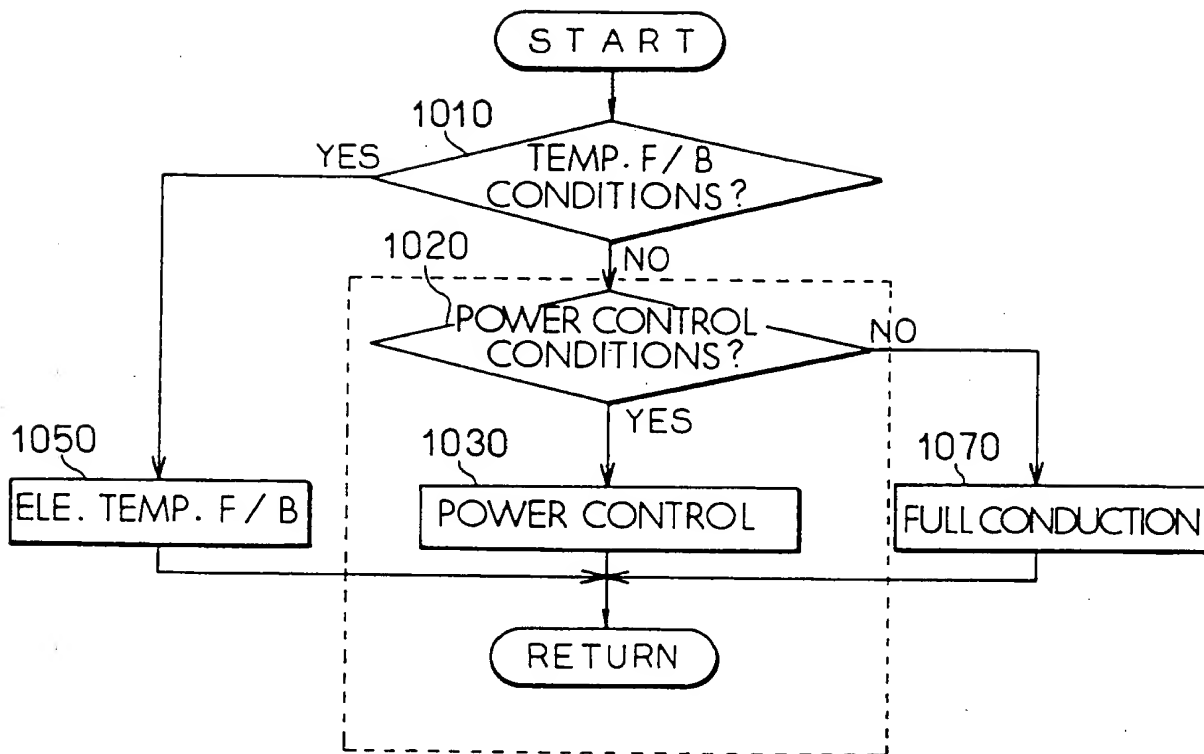 START
1010
YES
TEMP. F/B
CONDITIONS?
1020
NO
POWER CONTROL
CONDITIONS?
NO
YES
1050
1030
1070
ELE. TEMP. F/B
POWER CONTROL
FULL CONDUCTION
RETURN